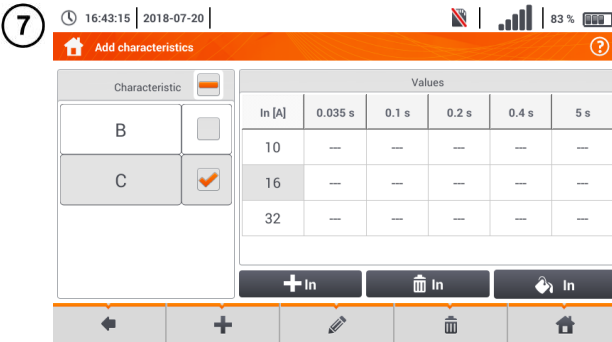 7
16:43:15 2018-07-20 83 %
Add characteristics ?
Characteristic Values
In [A] 0.035 s 0.1 s 0.2 s 0.4 s 5 s
B
10 --- --- --- --- ---
C
16 --- --- --- --- ---
32 --- --- --- --- ---
In In In